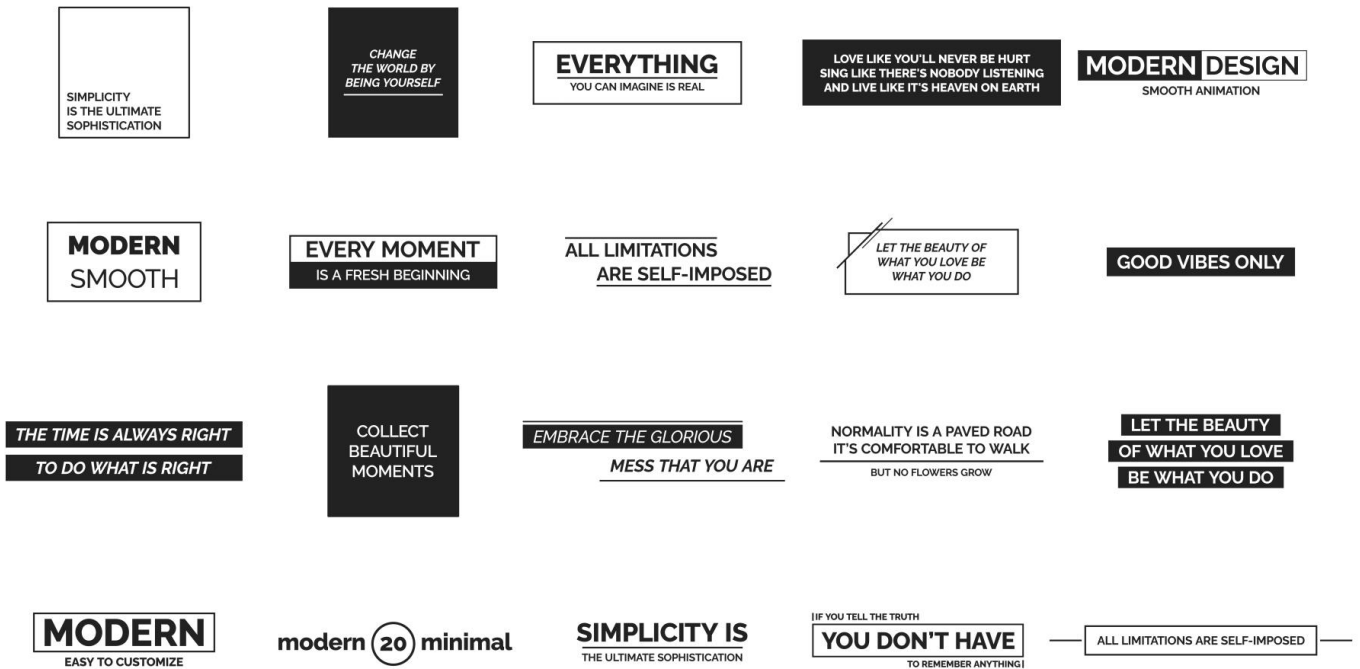 SIMPLICITY
IS THE ULTIMATE
SOPHISTICATION
CHANGE
THE WORLD BY
BEING YOURSELF
EVERYTHING
YOU CAN IMAGINE IS REAL
LOVE LIKE YOU'LL NEVER BE HURT
SING LIKE THERE'S NOBODY LISTENING
AND LIVE LIKE IT'S HEAVEN ON EARTH
MODERN DESIGN
SMOOTH ANIMATION
MODERN
SMOOTH
EVERY MOMENT
IS A FRESH BEGINNING
ALL LIMITATIONS
ARE SELF-IMPOSED
LET THE BEAUTY OF
WHAT YOU LOVE BE
WHAT YOU DO
GOOD VIBES ONLY
THE TIME IS ALWAYS RIGHT
TO DO WHAT IS RIGHT
COLLECT
BEAUTIFUL
MOMENTS
EMBRACE THE GLORIOUS
MESS THAT YOU ARE
NORMALITY IS A PAVED ROAD
IT'S COMFORTABLE TO WALK
BUT NO FLOWERS GROW
LET THE BEAUTY
OF WHAT YOU LOVE
BE WHAT YOU DO
MODERN
EASY TO CUSTOMIZE
modern 20 minimal
SIMPLICITY IS
THE ULTIMATE SOPHISTICATION
IF YOU TELL THE TRUTH
YOU DON'T HAVE
TO REMEMBER ANYTHING
ALL LIMITATIONS ARE SELF-IMPOSED